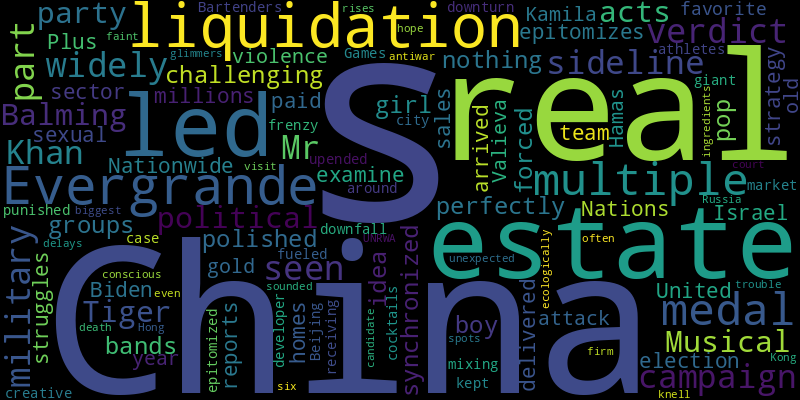 Bartenders
rises
downturn
party
liquidation
hope
Kamila
acts
favorite
faint
Plus
glimmers
violence
Games
antiwar
epitomizes
verdict
part
widely
challenging
nothing
sideline
athletes
strategy
old
sector
millions
paid
S
girl
real
giant
Balming
led
city
sales
team
Hamas
ingredients
pop
sexual
frenzy
arrived
Valieva
forced
Khan
Mr
upended
Nationwide
visit
examine
around
multiple
court
market
Evergrande
punished
biggest
political
perfectly
Nations
Russia
Israel
groups
downfall
estate
delays
case
polished
UNRWA
fueled
military
struggles
conscious
gold
seen
idea
synchronized
unexpected
ecologically
often
Biden
even
sounded
United
trouble
China
Tiger
epitomized
reports
developer
homes
Beijing
receiving
candidate
cocktails
delivered
medal
death
Hong
boy
attack
bands
spots
Musical
year
mixing
firm
election
Kong
creative
six
kept
campaign
knell